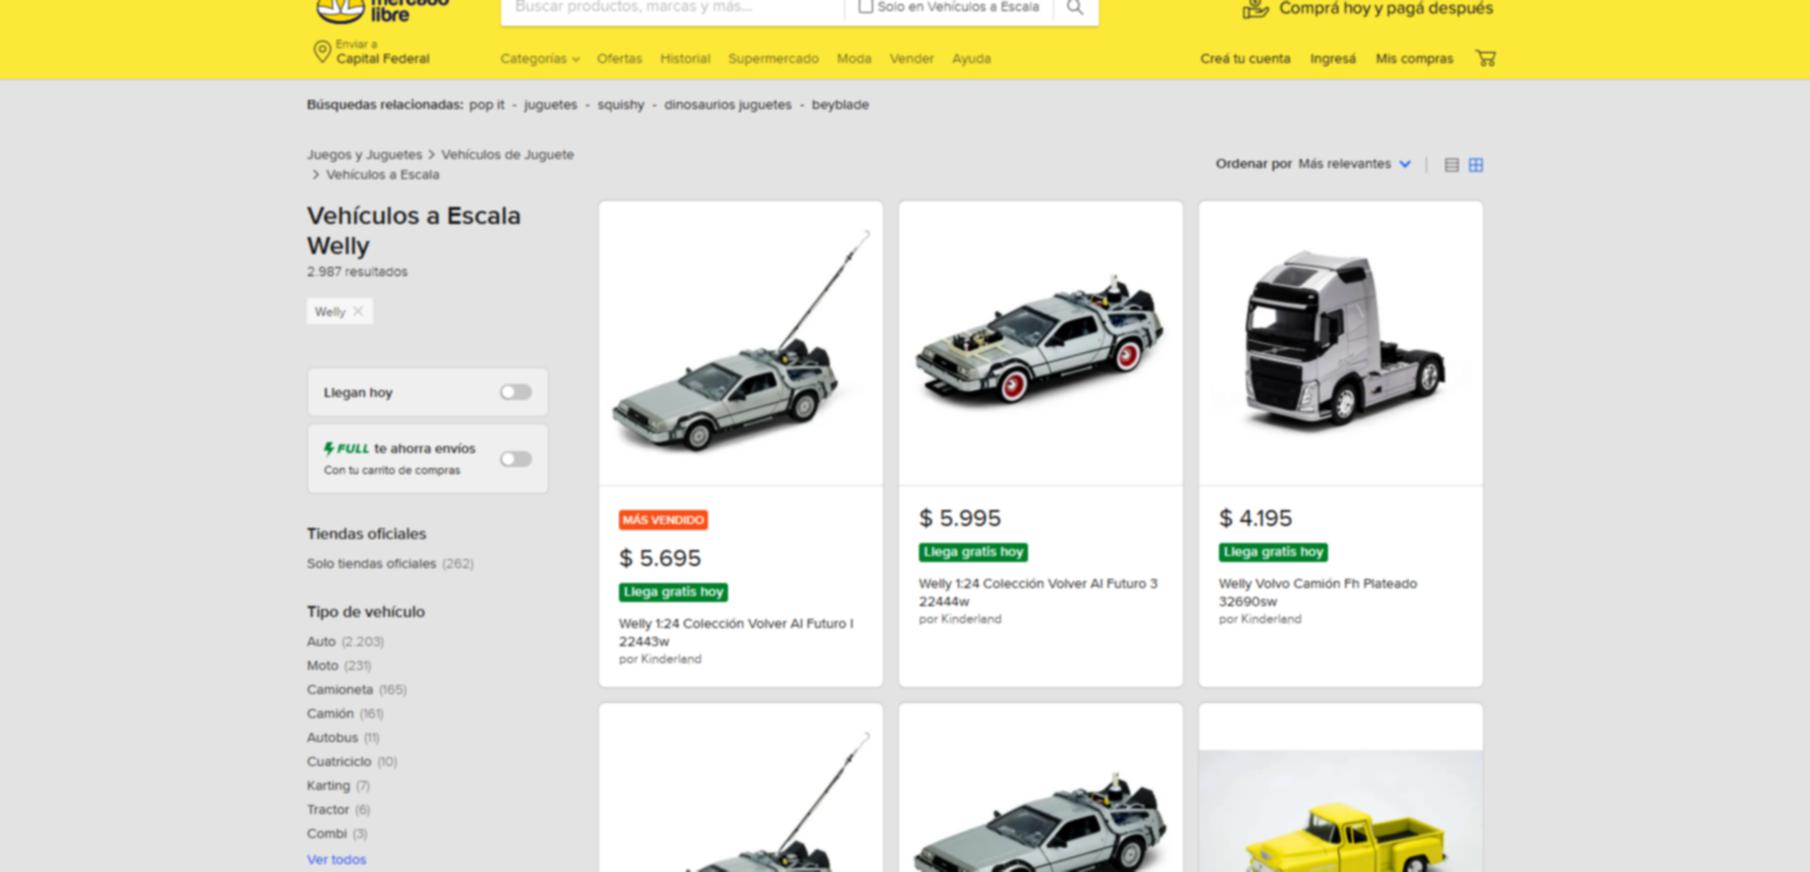 mercado
libre
Buscar productos, marcas y más...
Solo en Vehículos a Escala
Comprá hoy y pagá después
Enviar a
Capital Federal
Categorías Ofertas Historial Supermercado Moda Vender Ayuda
Creá tu cuenta Ingresá Mis compras
Búsquedas relacionadas: pop it - juguetes - squishy - dinosaurios juguetes - beyblade
Juegos y Juguetes > Vehículos de Juguete
> Vehículos a Escala
Ordenar por Más relevantes
Vehículos a Escala
Welly
2.987 resultados
Welly
Llegan hoy
FULL te ahorra envíos
Con tu carrito de compras
Tiendas oficiales
Solo tiendas oficiales (262)
Tipo de vehículo
Auto (2.203)
Moto (231)
Camioneta (165)
Camión (161)
Autobus (11)
Cuatriciclo (10)
Karting (7)
Tractor (6)
Combi (3)
Ver todos
MÁS VENDIDO
$ 5.695
Llega gratis hoy
Welly 1:24 Colección Volver Al Futuro I
22443w
por Kinderland
$ 5.995
Llega gratis hoy
Welly 1:24 Colección Volver Al Futuro 3
22444w
por Kinderland
$ 4.195
Llega gratis hoy
Welly Volvo Camión Fh Plateado
32690sw
por Kinderland